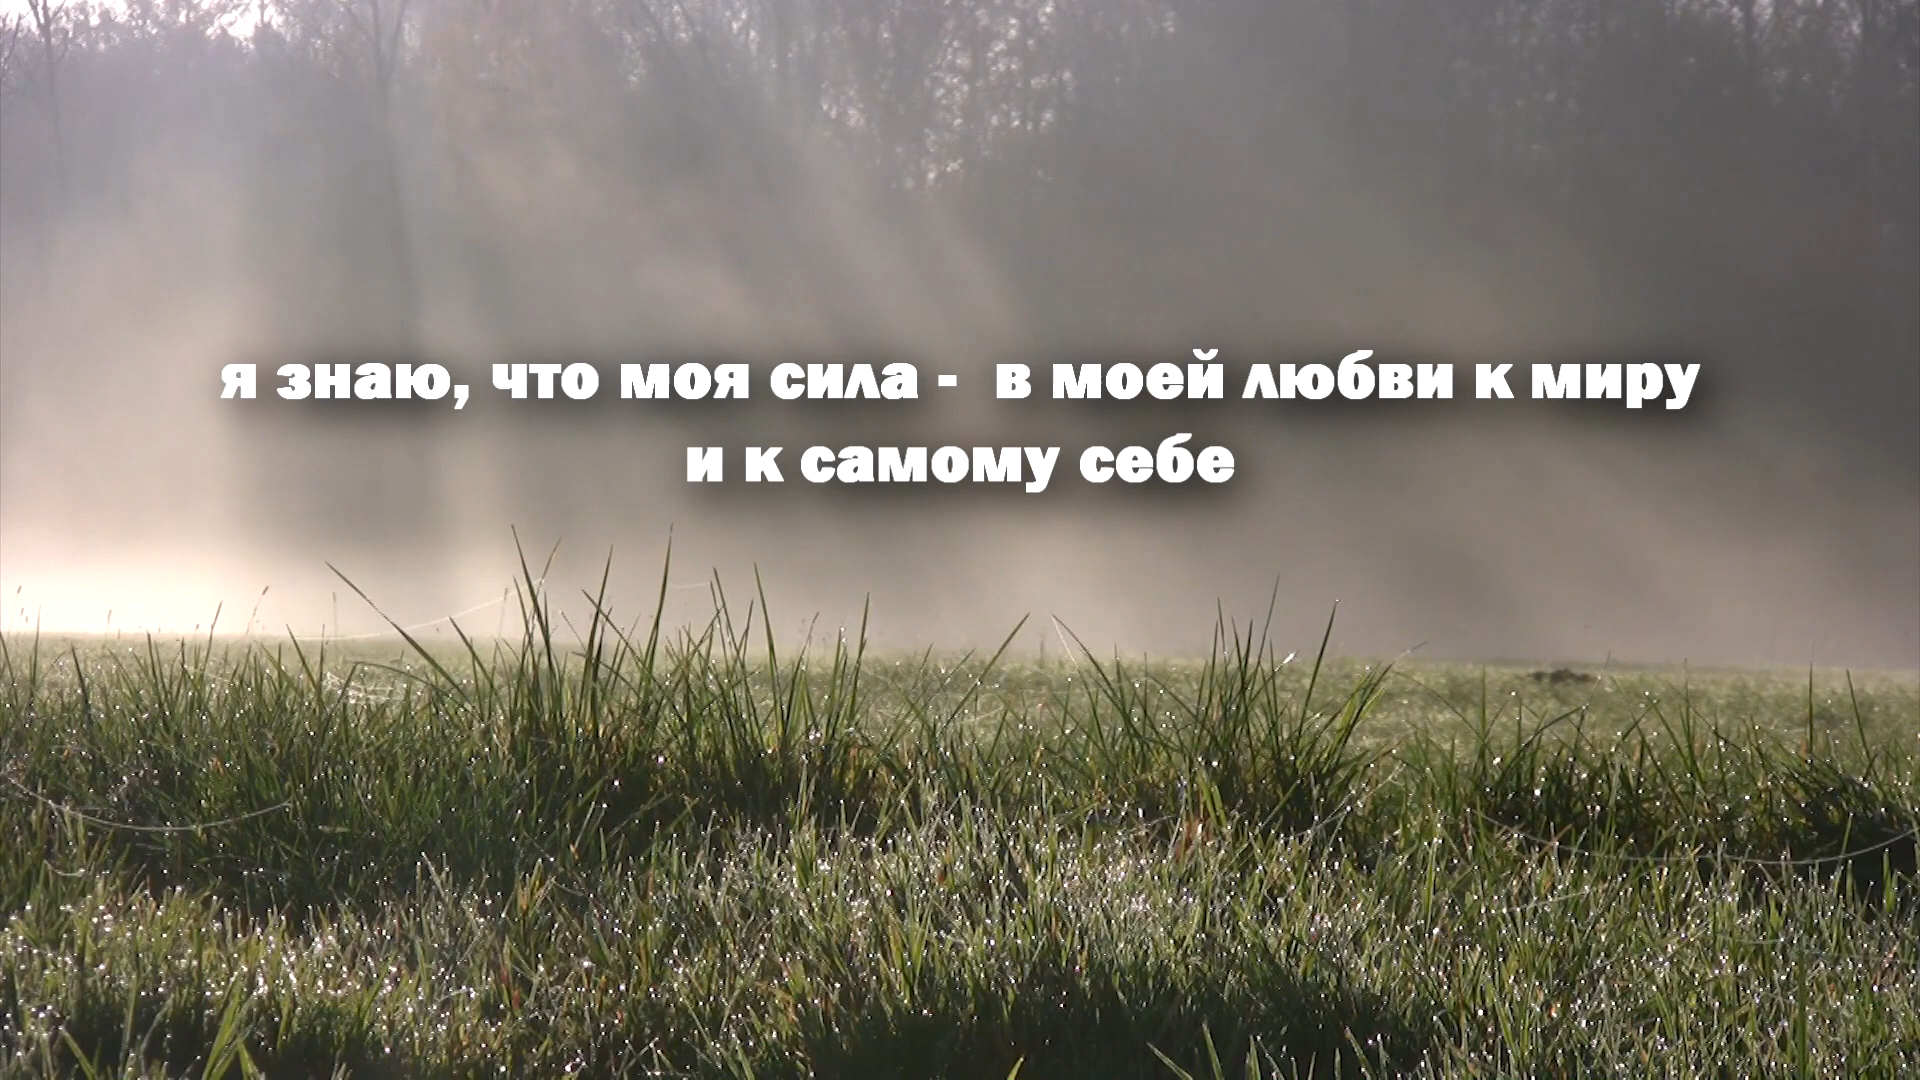 я знаю, что моя сила -  в моей любви к миру
и к самому себе